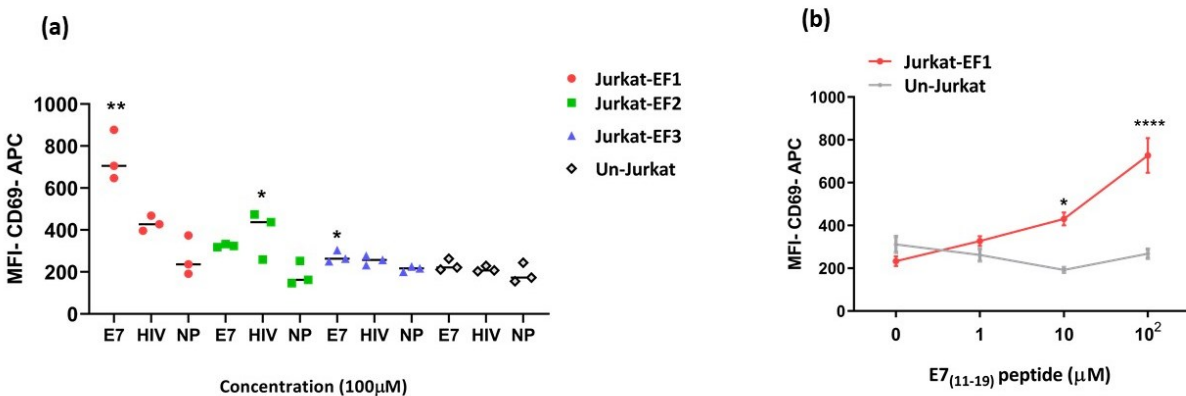 (a)
**
*
*
1000
800
600
400
200
0
MFI- CD69- APC
E7 HIV NP E7 HIV NP E7 HIV NP E7 HIV NP
Concentration (100μM)
Jurkat-EF1
Jurkat-EF2
Jurkat-EF3
Un-Jurkat
(b)
Jurkat-EF1
Un-Jurkat
1000
800
600
400
200
0
MFI- CD69- APC
*
****
0 1 10 10²
E7(11-19) peptide (μM)